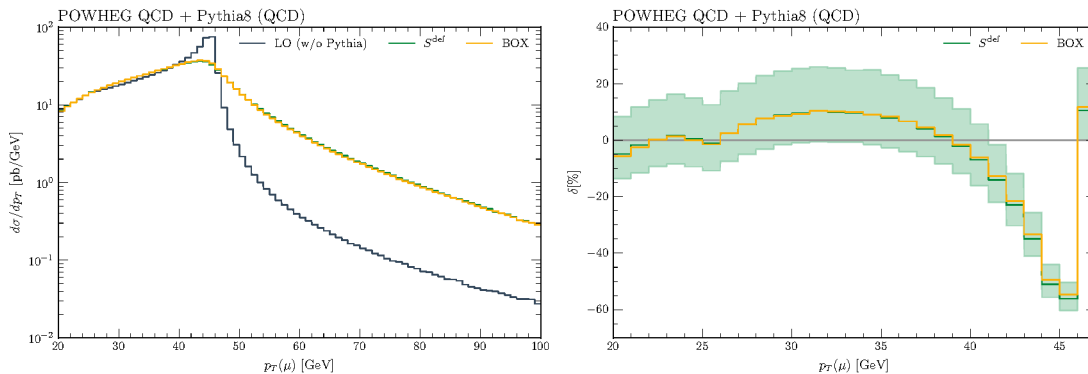 POWHEG QCD + Pythia8 (QCD)
LO (w/o Pythia)
S^def
BOX
dσ/dp_T [pb/GeV]
10^2
10^1
10^0
10^−1
10^−2
20 30 40 50 60 70 80 90 100
p_T(μ) [GeV]
POWHEG QCD + Pythia8 (QCD)
S^def
BOX
δ[%]
40
20
0
−20
−40
−60
20 25 30 35 40 45
p_T(μ) [GeV]